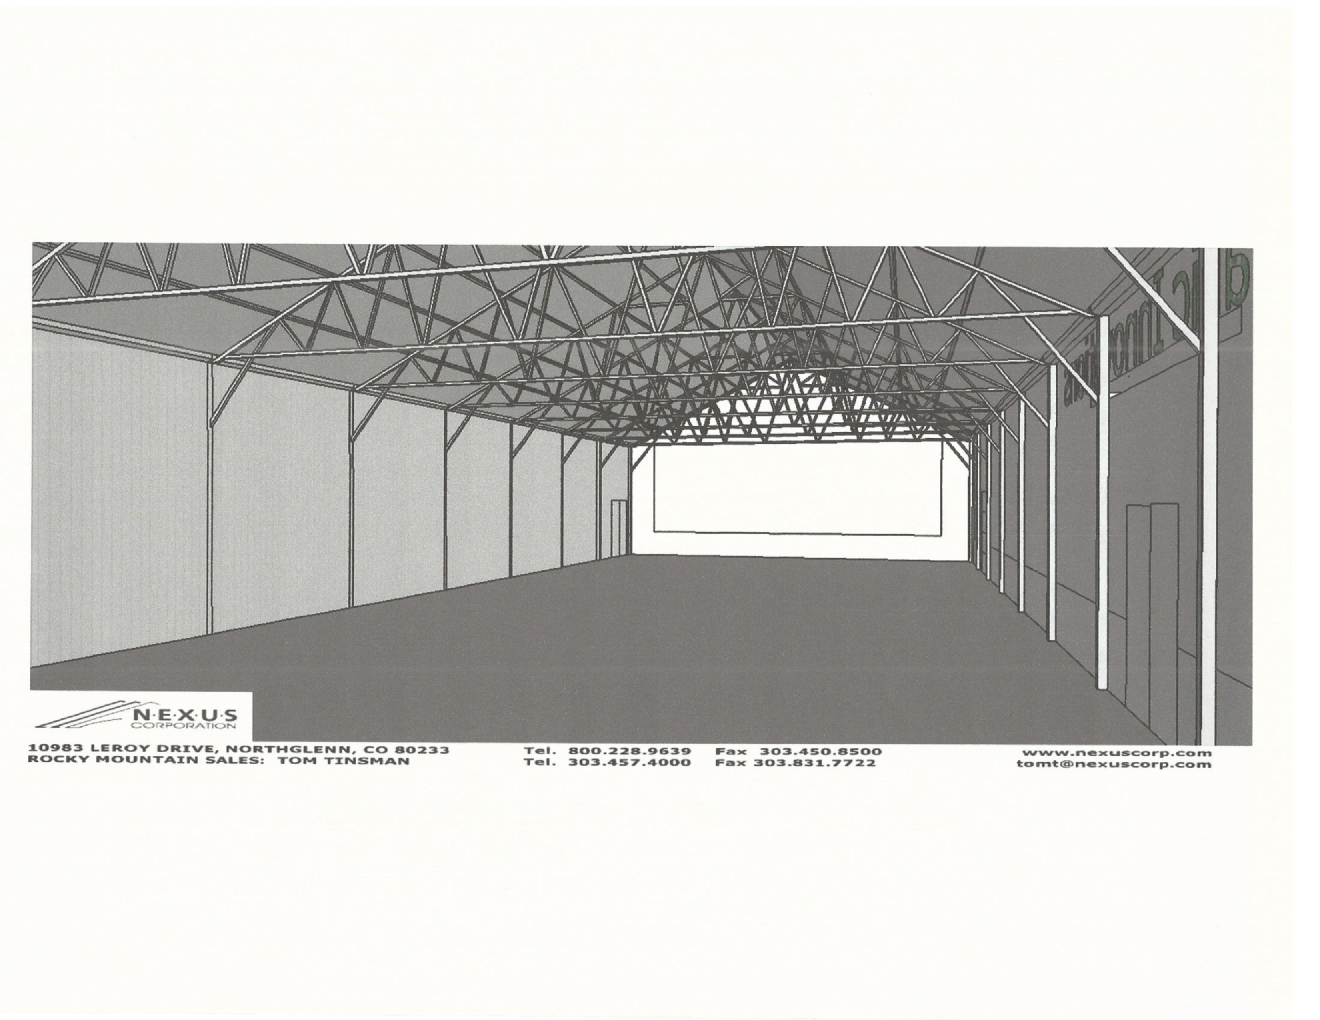 N·E·X·U·S
CORPORATION
10983 LEROY DRIVE, NORTHGLENN, CO 80233 Tel. 800.228.9639 Fax 303.450.8500 www.nexuscorp.com
ROCKY MOUNTAIN SALES: TOM TINSMAN Tel. 303.457.4000 Fax 303.831.7722 tomt@nexuscorp.com